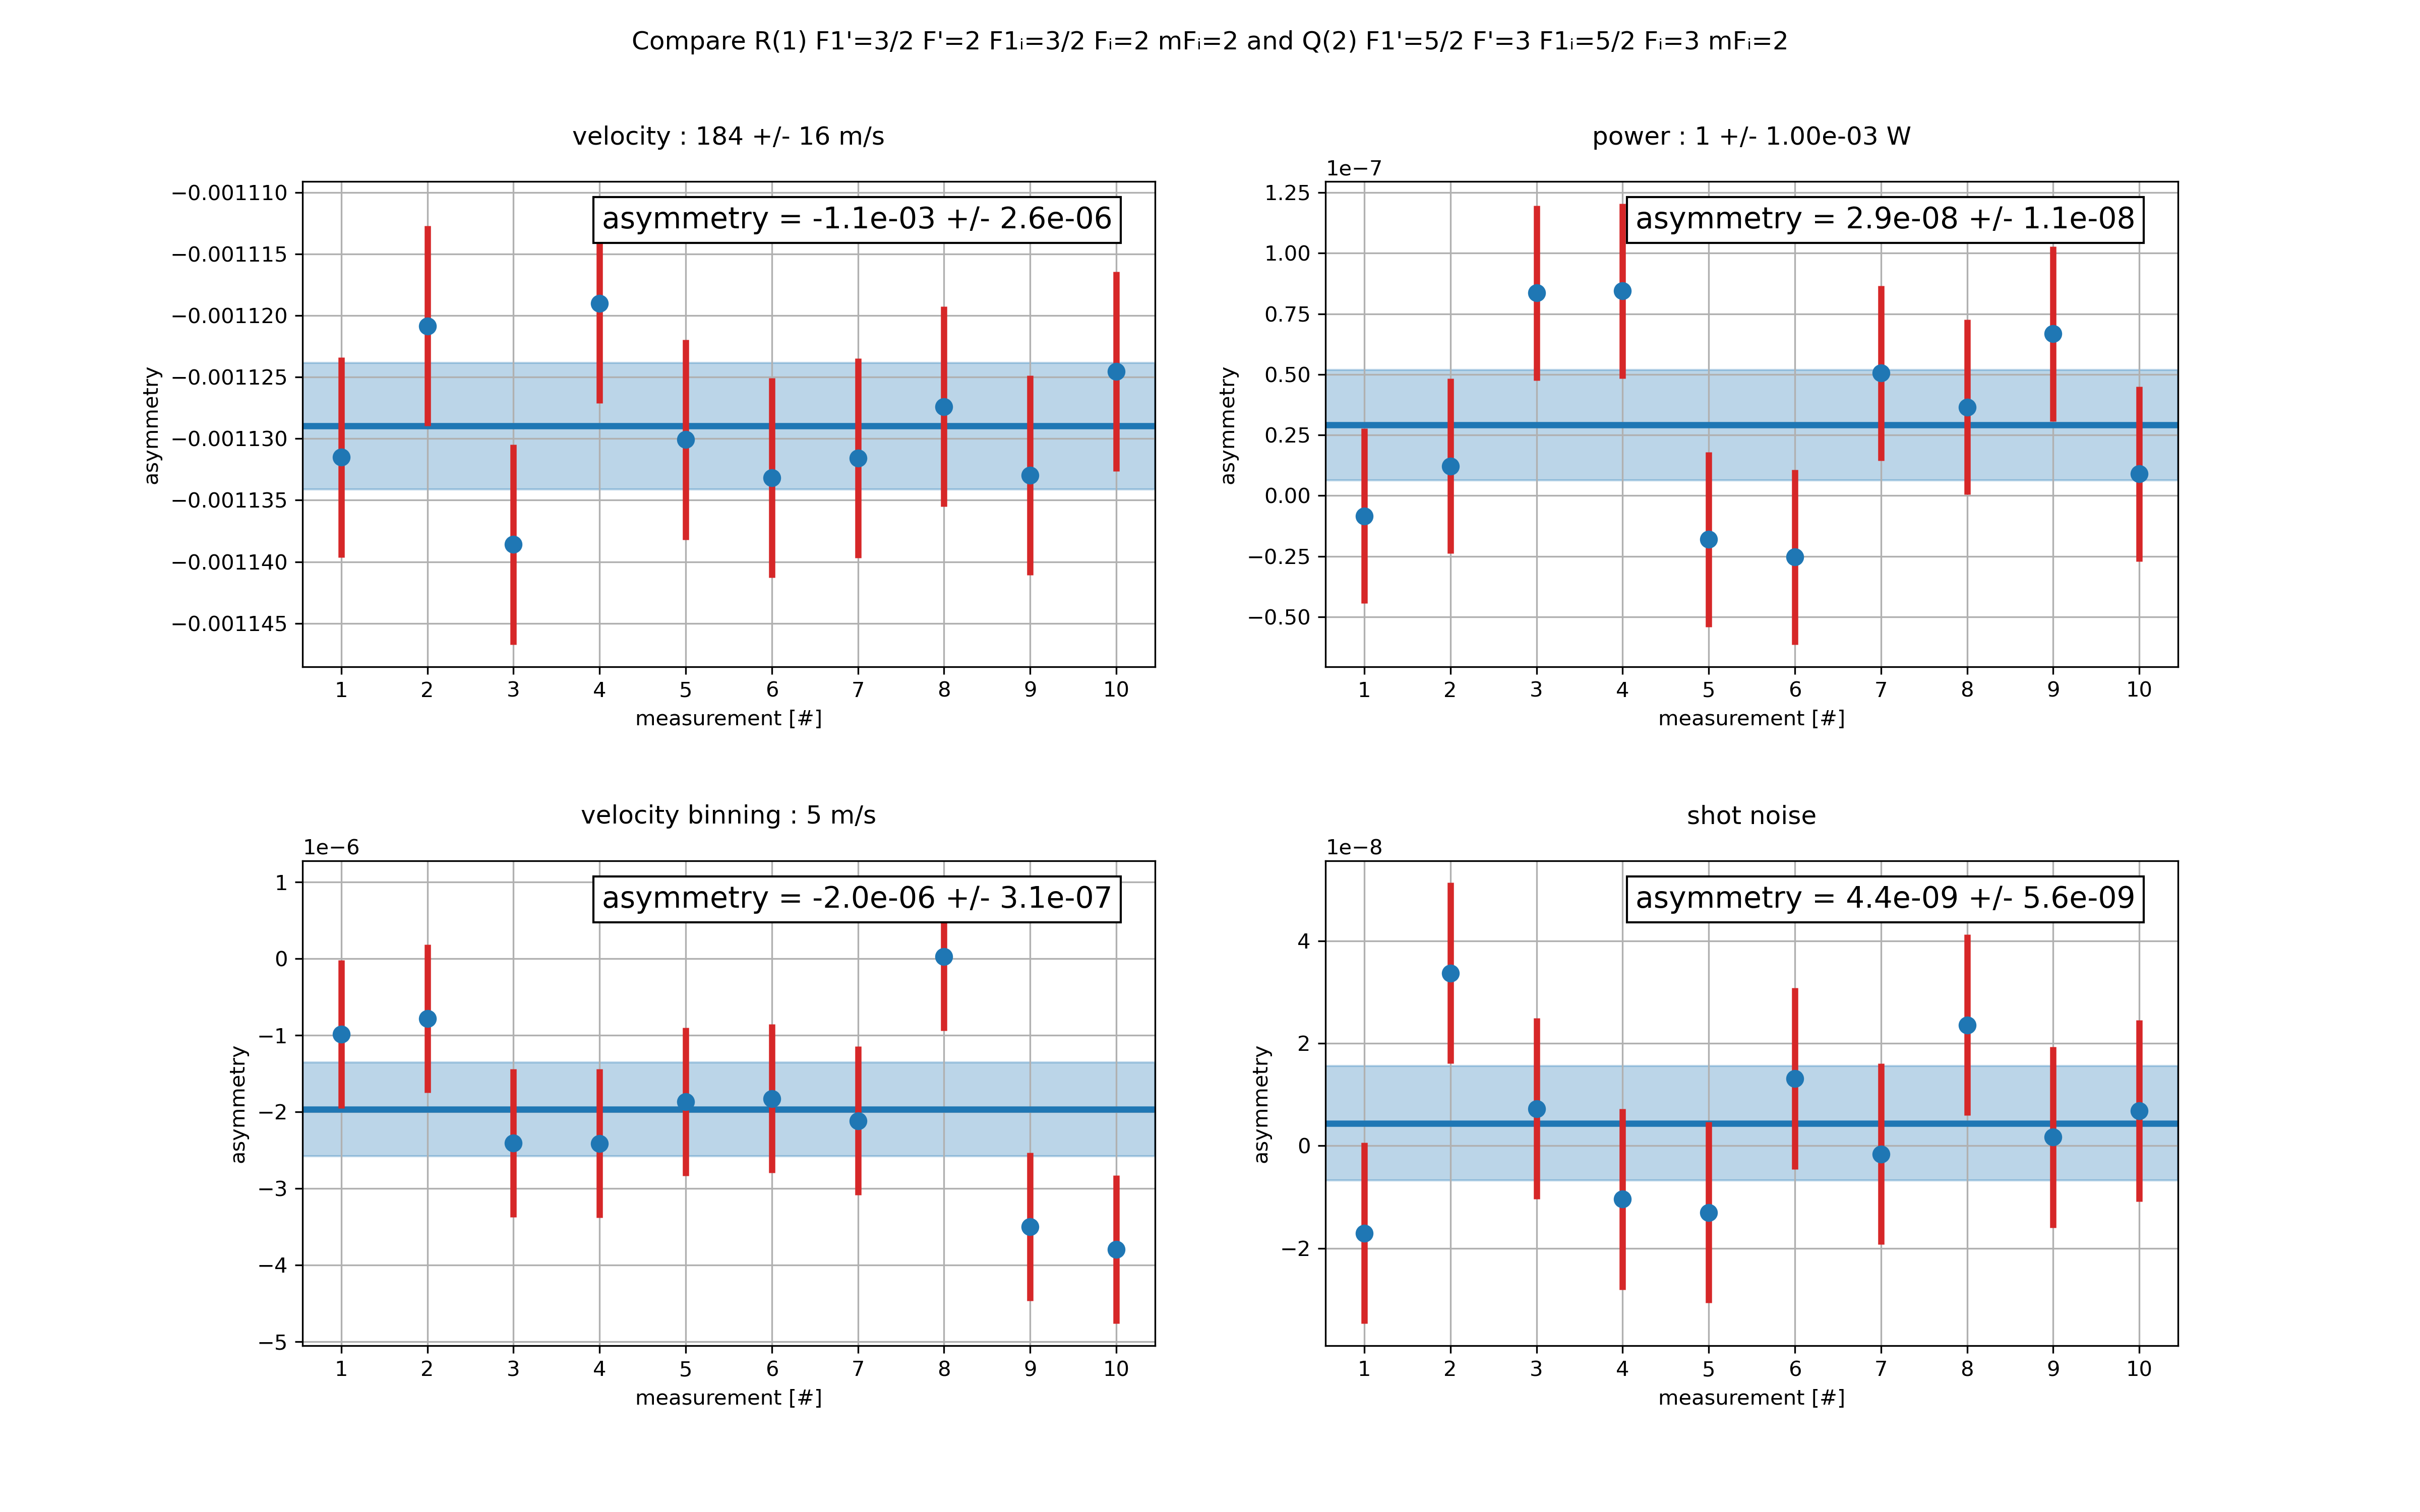 Compare R(1) F1'=3/2 F'=2 F1ᵢ=3/2 Fᵢ=2 mFᵢ=2 and Q(2) F1'=5/2 F'=3 F1ᵢ=5/2 Fᵢ=3 mFᵢ=2
velocity : 184 +/- 16 m/s
asymmetry = -1.1e-03 +/- 2.6e-06
−0.001110
−0.001115
−0.001120
−0.001125
−0.001130
−0.001135
−0.001140
−0.001145
asymmetry
1 2 3 4 5 6 7 8 9 10
measurement [#]
power : 1 +/- 1.00e-03 W
1e−7
asymmetry = 2.9e-08 +/- 1.1e-08
1.25
1.00
0.75
0.50
0.25
0.00
−0.25
−0.50
asymmetry
1 2 3 4 5 6 7 8 9 10
measurement [#]
velocity binning : 5 m/s
1e−6
asymmetry = -2.0e-06 +/- 3.1e-07
1
0
−1
−2
−3
−4
−5
asymmetry
1 2 3 4 5 6 7 8 9 10
measurement [#]
shot noise
1e−8
asymmetry = 4.4e-09 +/- 5.6e-09
4
2
0
−2
asymmetry
1 2 3 4 5 6 7 8 9 10
measurement [#]